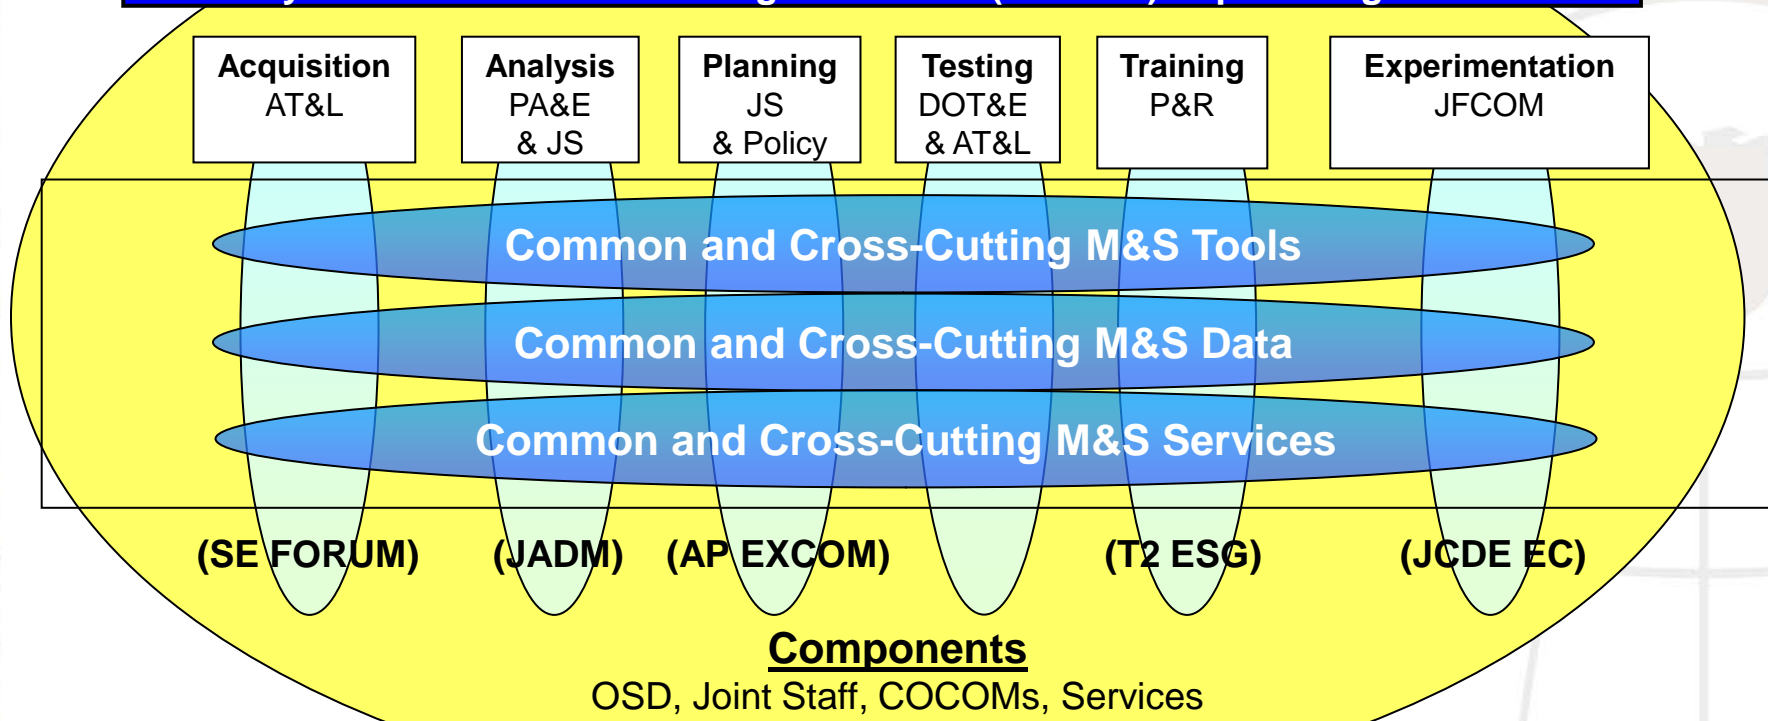 Acquisition
AT&L
Analysis
PA&E
& JS
Planning
JS
& Policy
Testing
DOT&E
& AT&L
Training
P&R
Experimentation
JFCOM
Common and Cross-Cutting M&S Tools
Common and Cross-Cutting M&S Data
Common and Cross-Cutting M&S Services
(SE FORUM) (JADM) (AP EXCOM) (T2 ESG) (JCDE EC)
Components
OSD, Joint Staff, COCOMs, Services